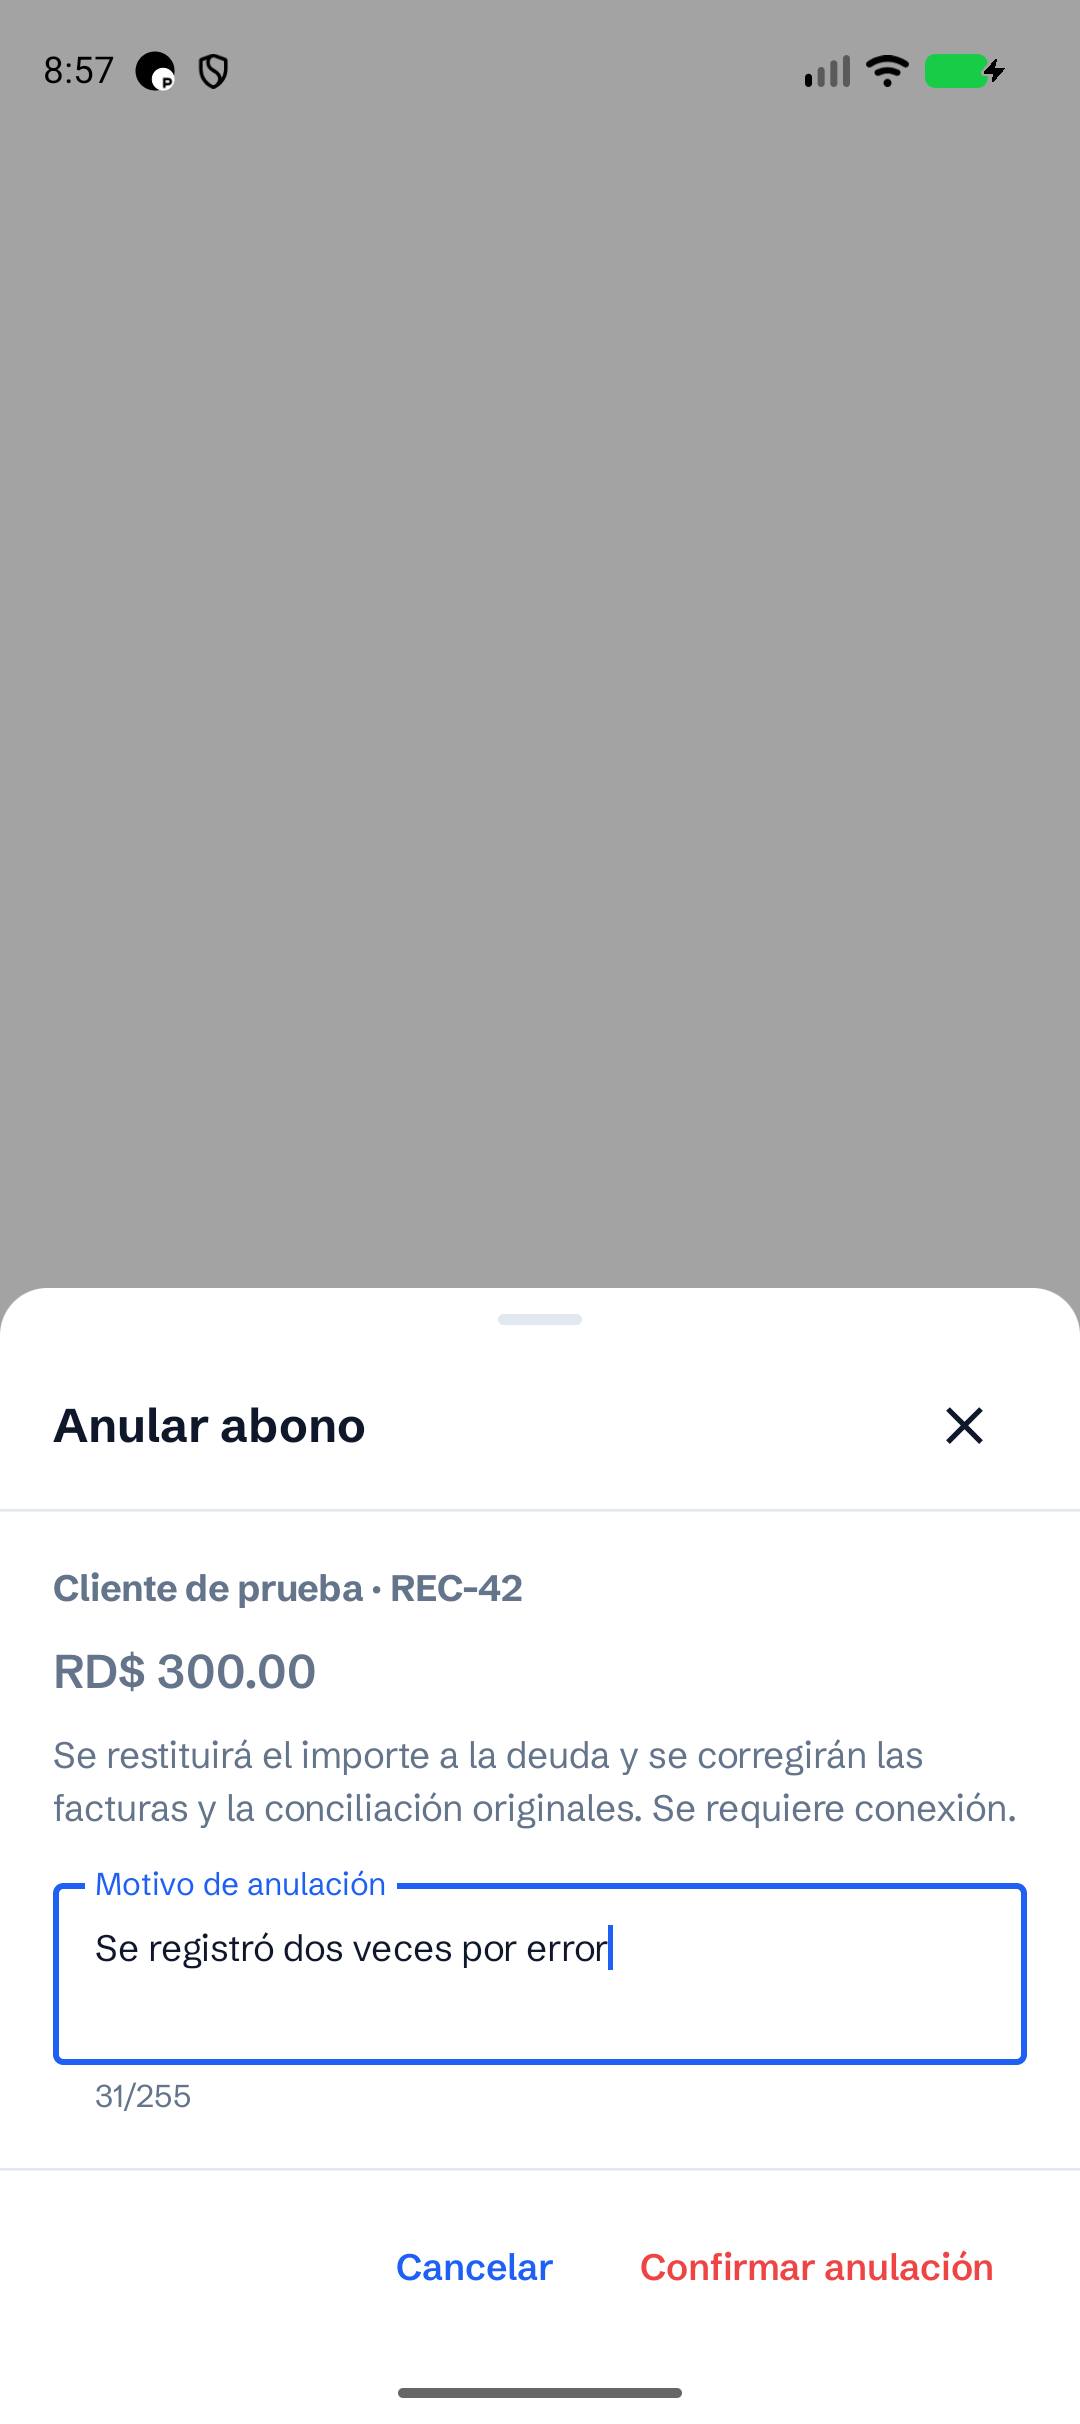 8:57
Anular abono
Cliente de prueba • REC-42
RD$ 300.00
Se restituirá el importe a la deuda y se corregirán las
facturas y la conciliación originales. Se requiere conexión.
Motivo de anulación
Se registró dos veces por error
31/255
Cancelar
Confirmar anulación